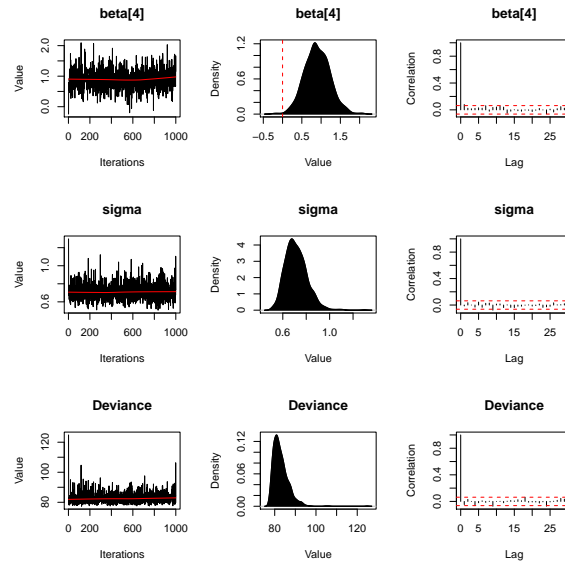 beta[4]
beta[4]
beta[4]
Value
0.0 1.0 2.0
0 200 600 1000
Iterations
Density
0.0 0.6 1.2
−0.5 0.5 1.5
Value
Correlation
0.0 0.4 0.8
0 5 15 25
Lag
sigma
sigma
sigma
Value
0.6 1.0
0 200 600 1000
Iterations
Density
0 1 2 3 4
0.6 1.0
Value
Correlation
0.0 0.4 0.8
0 5 15 25
Lag
Deviance
Deviance
Deviance
Value
80 100 120
0 200 600 1000
Iterations
Density
0.00 0.06 0.12
80 100 120
Value
Correlation
0.0 0.4 0.8
0 5 15 25
Lag